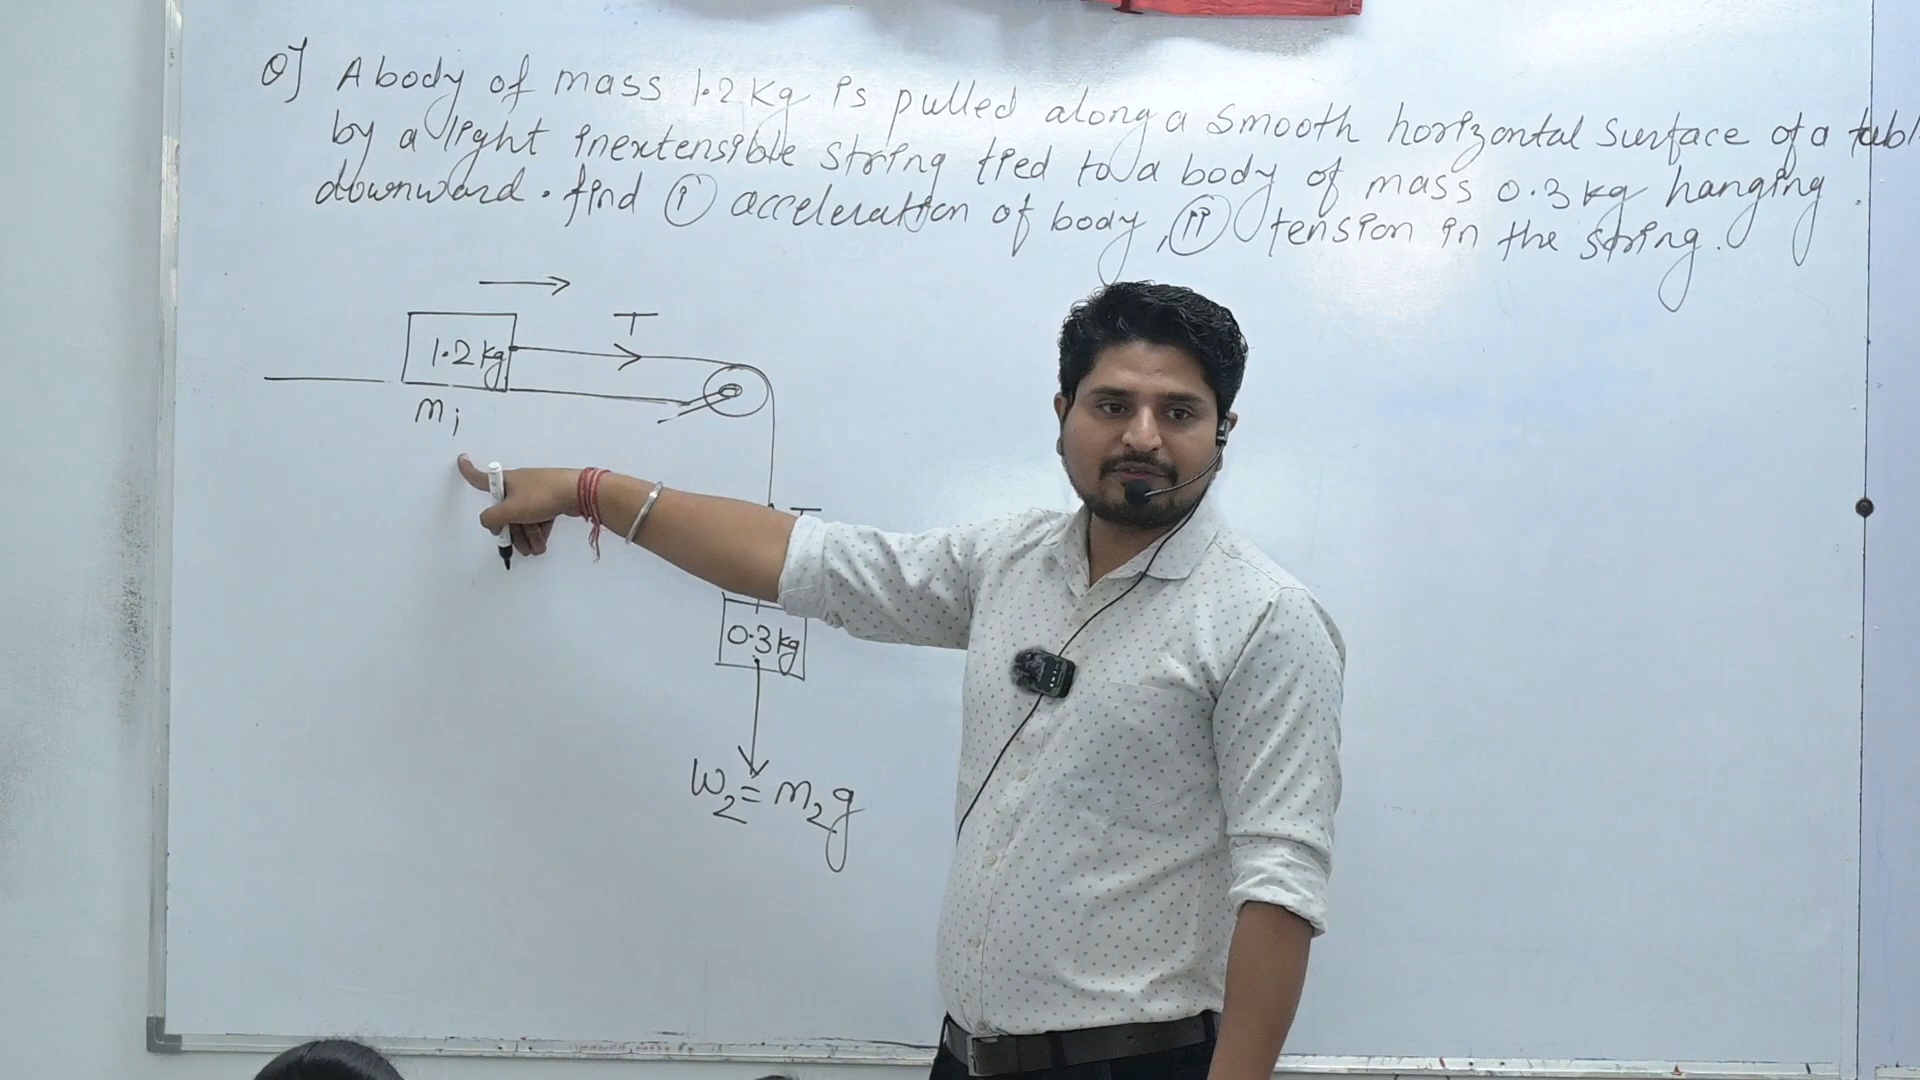 Q] A body of mass 1.2 kg is pulled along a smooth horizontal surface of a tabl
by a light inextensible string tied to a body of mass 0.3 kg hanging
downward. find (i) acceleration of body, (ii) tension in the string.
T
1.2 kg
m1
T
0.3 kg
W2 = m2g